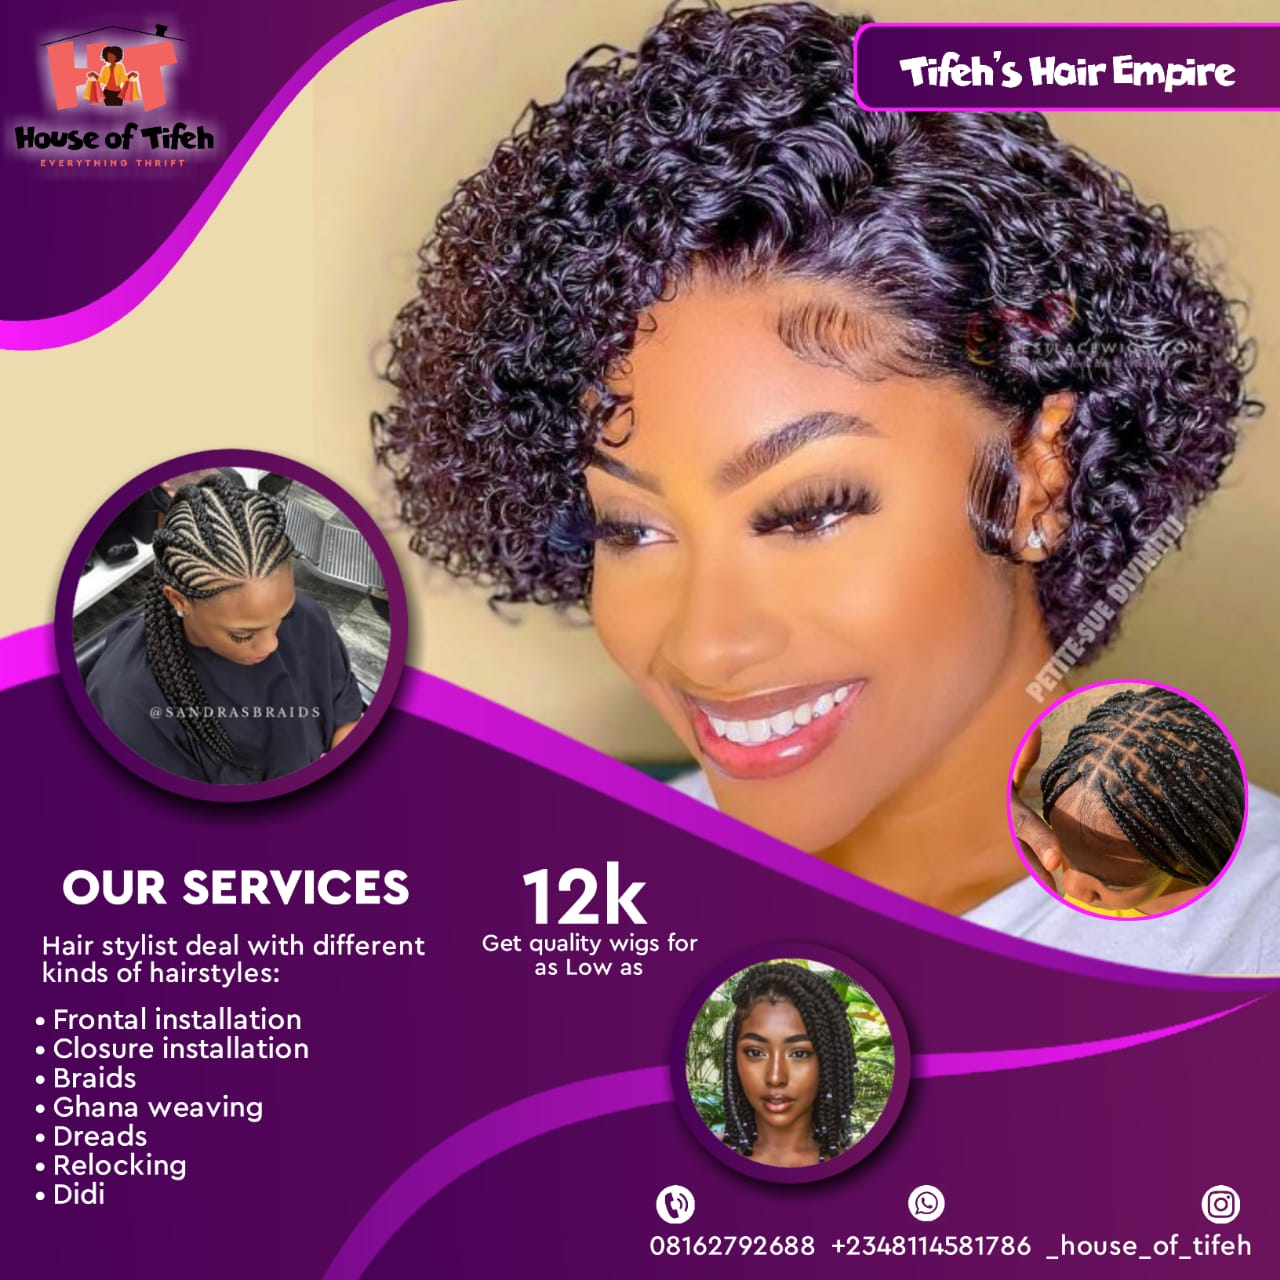 HT
House of Tifeh
EVERYTHING THRIFT
Tifeh's Hair Empire
PETITE-SUE DIVINITU
@SANDRASBRAIDS
OUR SERVICES
Hair stylist deal with different
kinds of hairstyles:
• Frontal installation
• Closure installation
• Braids
• Ghana weaving
• Dreads
• Relocking
• Didi
12k
Get quality wigs for
as Low as
08162792688
+2348114581786
_house_of_tifeh